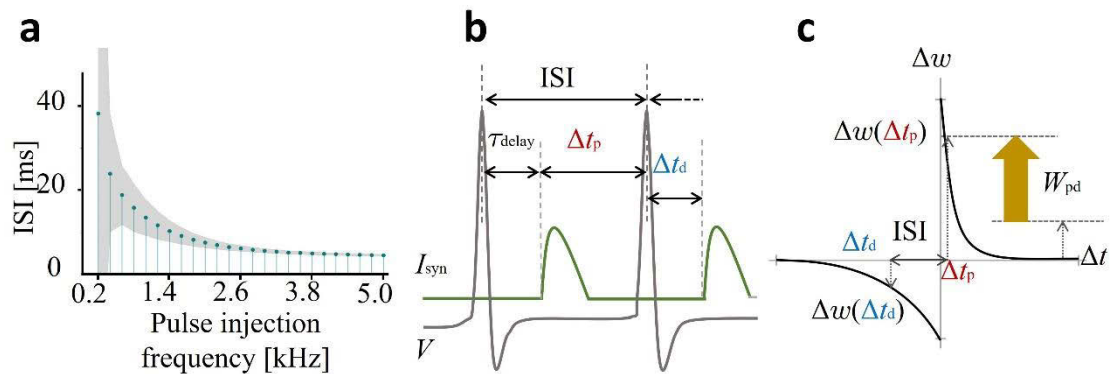 a
ISI [ms]
40
20
0
0.2 1.4 2.6 3.8 5.0
Pulse injection
frequency [kHz]
b
ISI
τdelay
Δtp
Δtd
Isyn
V
c
Δw
Δw(Δtp)
Wpd
Δtd
ISI
Δt
Δtp
Δw(Δtd)